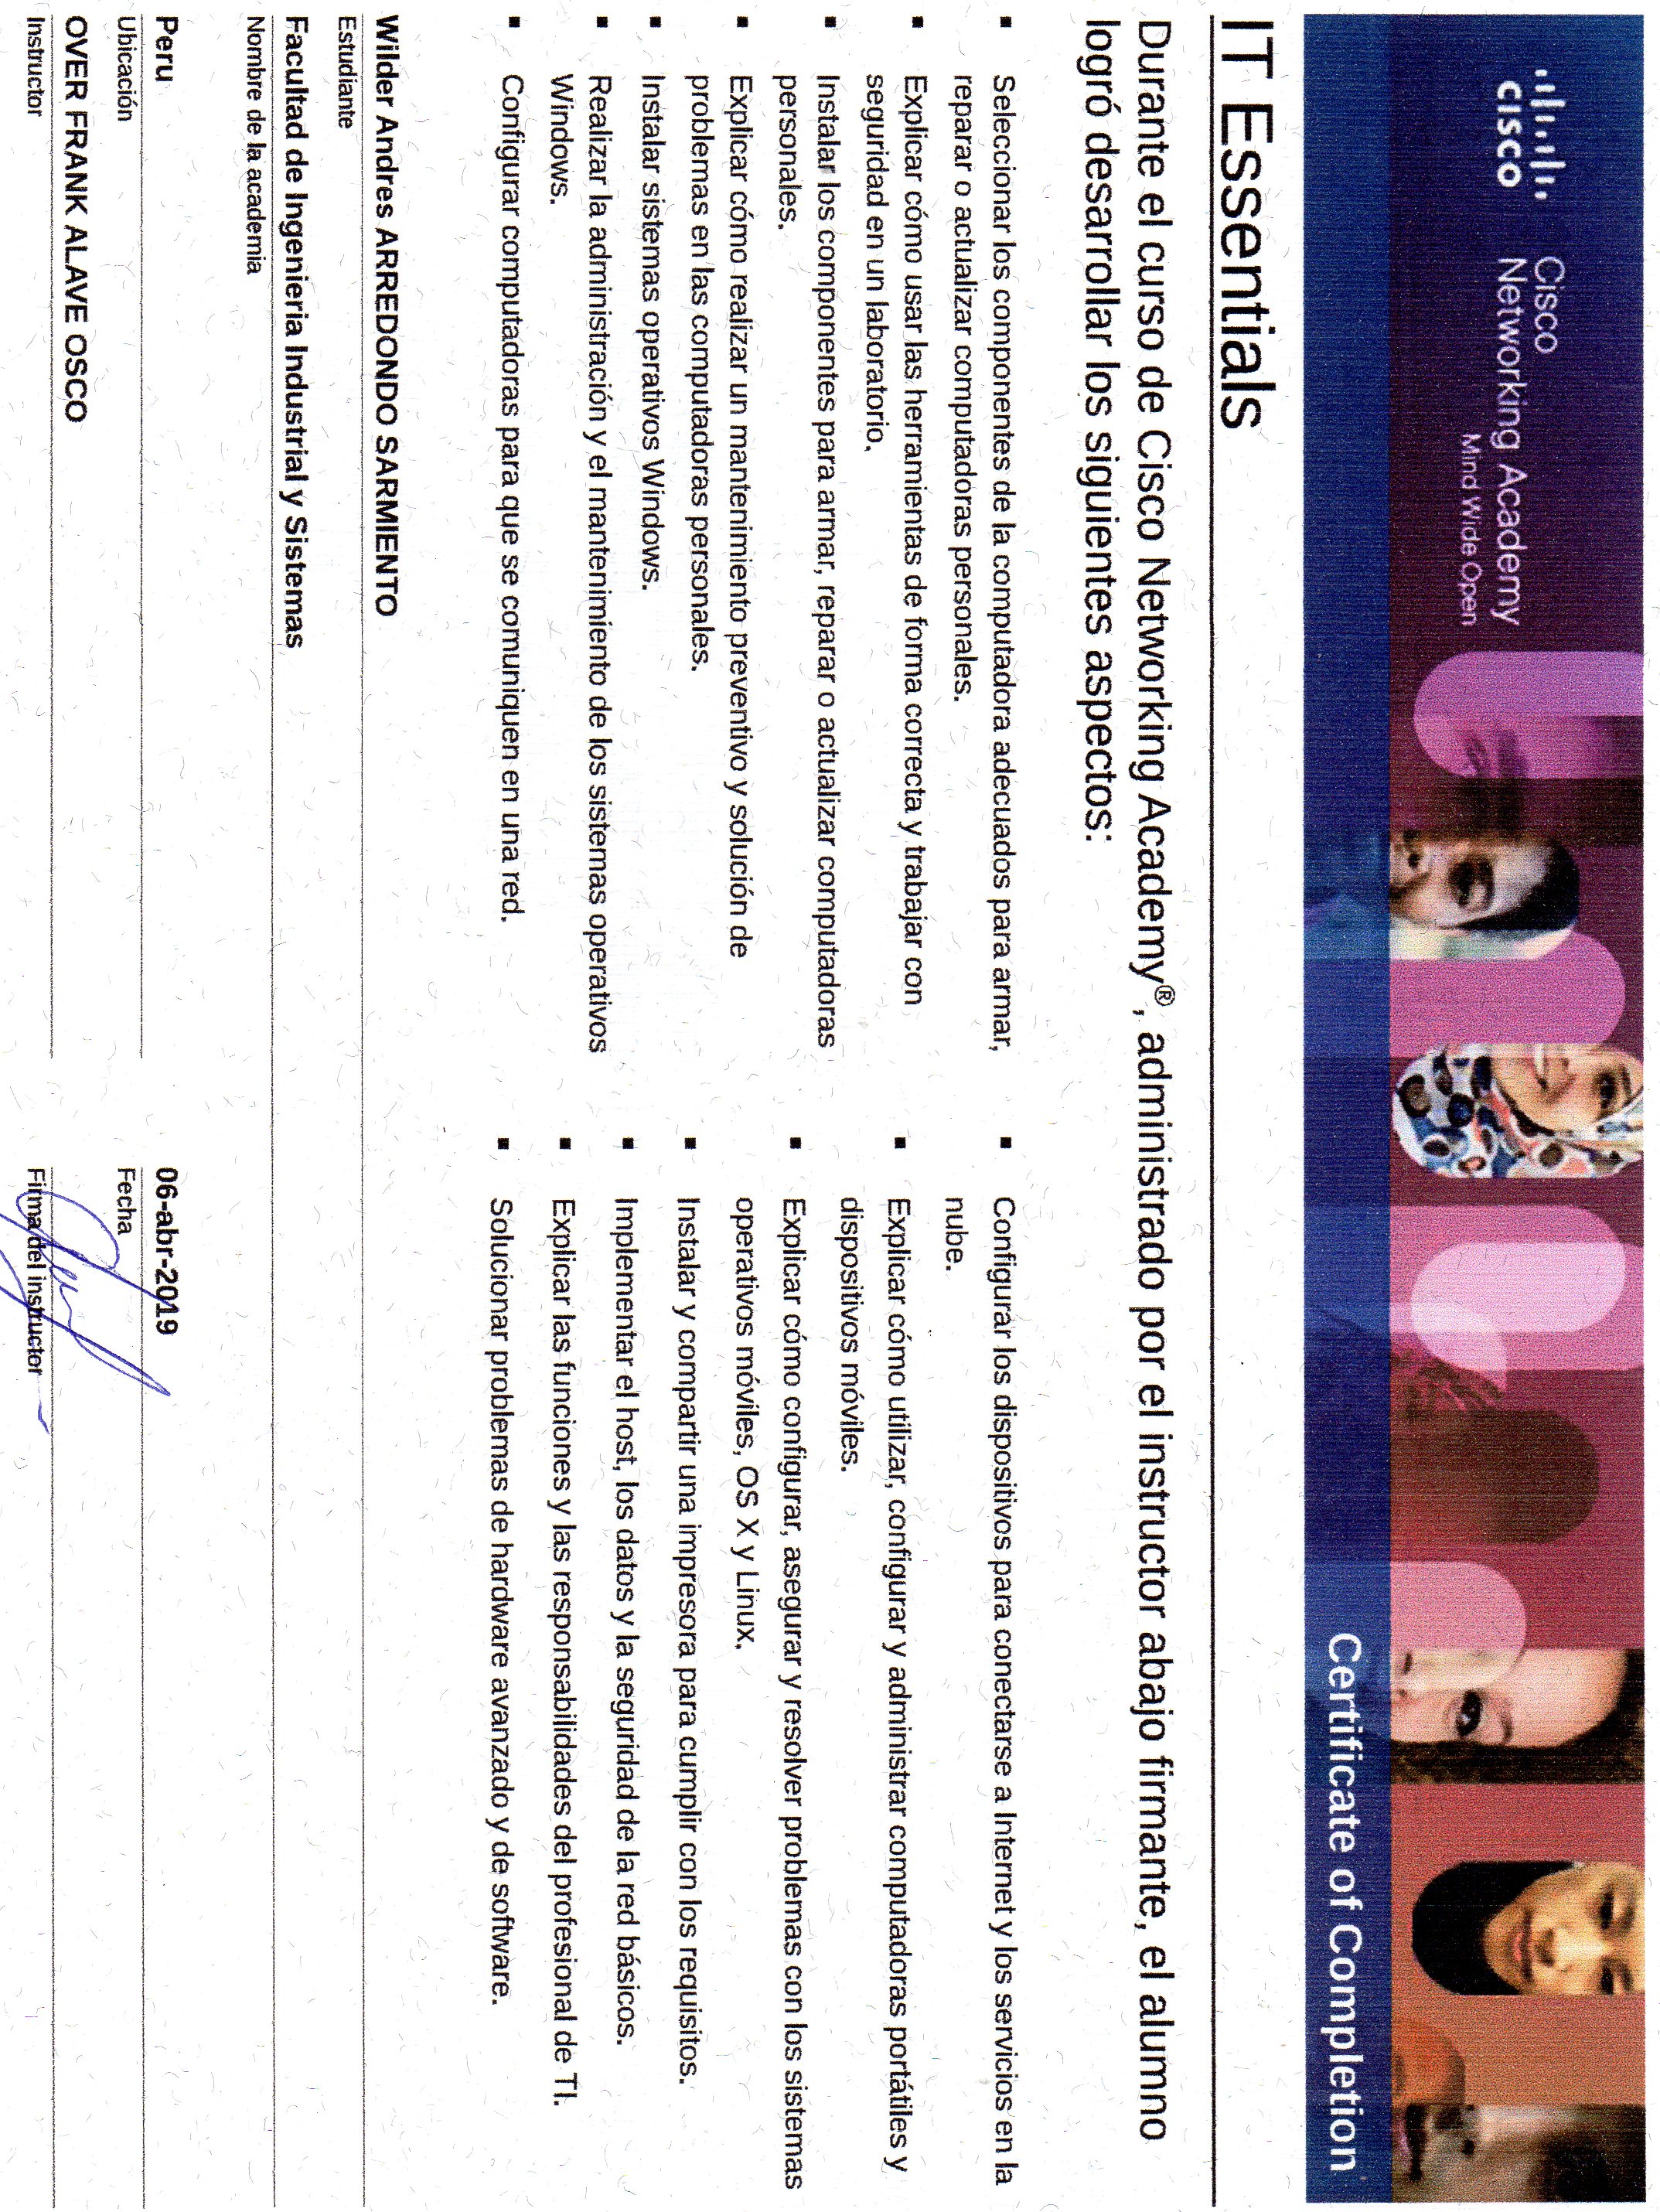 CISCO
Cisco
Networking Academy
Mind Wide Open
Certificate of Completion
IT Essentials
Durante el curso de Cisco Networking Academy®, administrado por el instructor abajo firmante, el alumno
logró desarrollar los siguientes aspectos:
▪ Seleccionar los componentes de la computadora adecuados para armar,
reparar o actualizar computadoras personales.
▪ Explicar cómo usar las herramientas de forma correcta y trabajar con
seguridad en un laboratorio.
▪ Instalar los componentes para armar, reparar o actualizar computadoras
personales.
▪ Explicar cómo realizar un mantenimiento preventivo y solución de
problemas en las computadoras personales.
▪ Instalar sistemas operativos Windows.
▪ Realizar la administración y el mantenimiento de los sistemas operativos
Windows.
▪ Configurar computadoras para que se comuniquen en una red.
▪ Configurar los dispositivos para conectarse a Internet y los servicios en la
nube.
▪ Explicar cómo utilizar, configurar y administrar computadoras portátiles y
dispositivos móviles.
▪ Explicar cómo configurar, asegurar y resolver problemas con los sistemas
operativos móviles, OS X y Linux.
▪ Instalar y compartir una impresora para cumplir con los requisitos.
▪ Implementar el host, los datos y la seguridad de la red básicos.
▪ Explicar las funciones y las responsabilidades del profesional de TI.
▪ Solucionar problemas de hardware avanzado y de software.
Wilder Andres ARREDONDO SARMIENTO
Estudiante
Facultad de Ingenieria Industrial y Sistemas
Nombre de la academia
Peru
Ubicación
06-abr-2019
Fecha
OVER FRANK ALAVE OSCO
Instructor
Firma del instructor